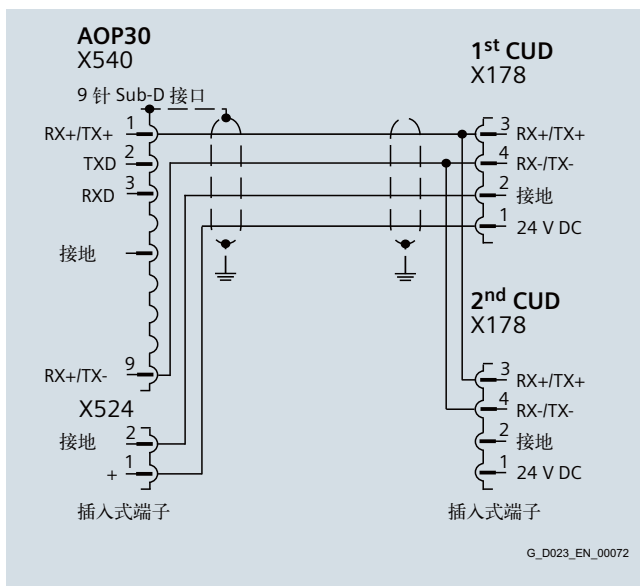 AOP30
X540
9 针 Sub-D 接口
1
RX+/TX+
2
TXD
3
RXD
接地
9
RX+/TX-
X524
2
接地
1
+
插入式端子
1st CUD
X178
3
RX+/TX+
4
RX-/TX-
2
接地
1
24 V DC
2nd CUD
X178
3
RX+/TX+
4
RX-/TX-
2
接地
1
24 V DC
插入式端子
G_D023_EN_00072